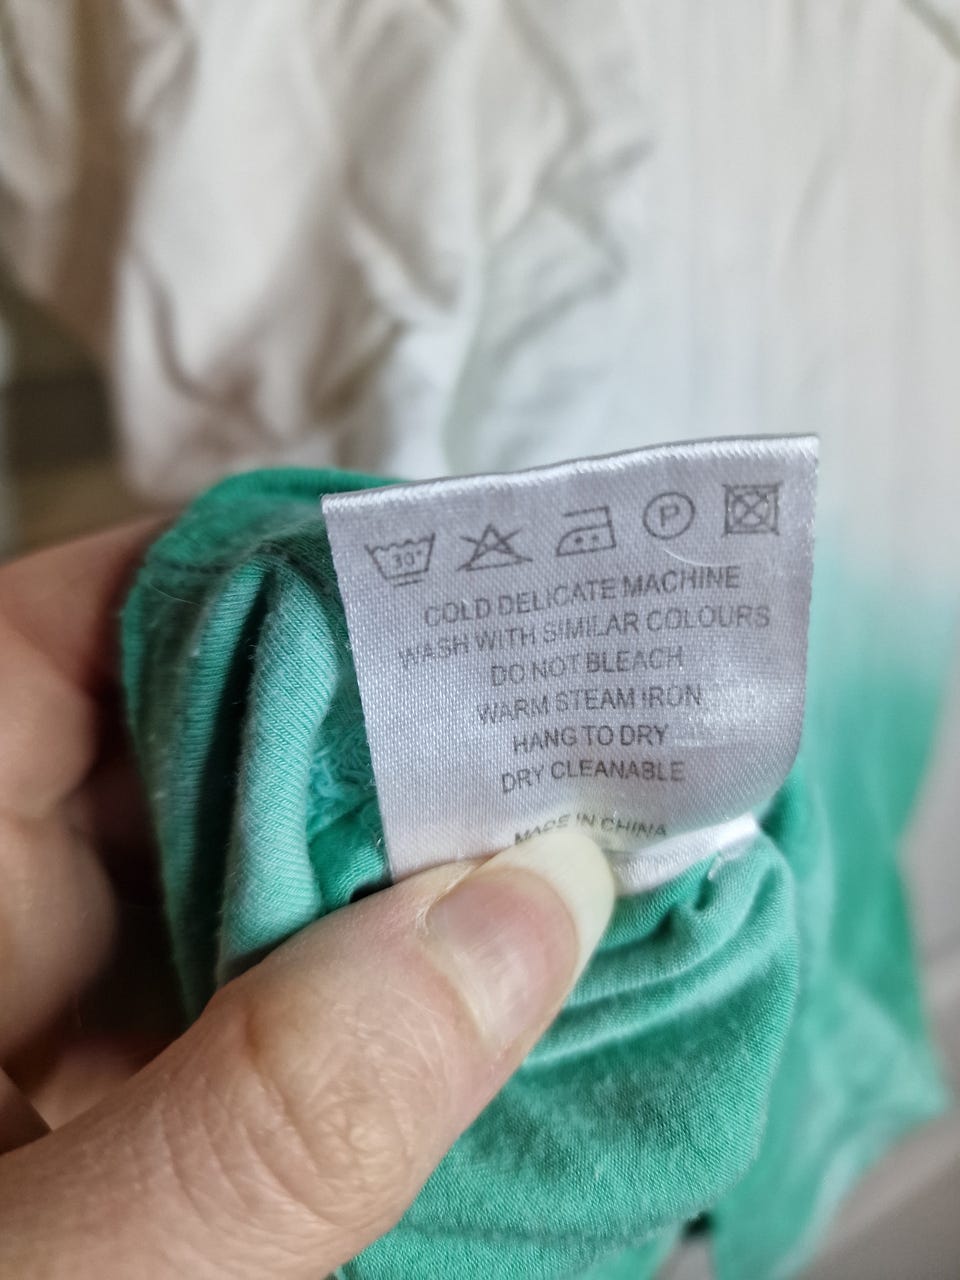 30°
P
COLD DELICATE MACHINE
WASH WITH SIMILAR COLOURS
DO NOT BLEACH
WARM STEAM IRON
HANG TO DRY
DRY CLEANABLE
MADE IN CHINA